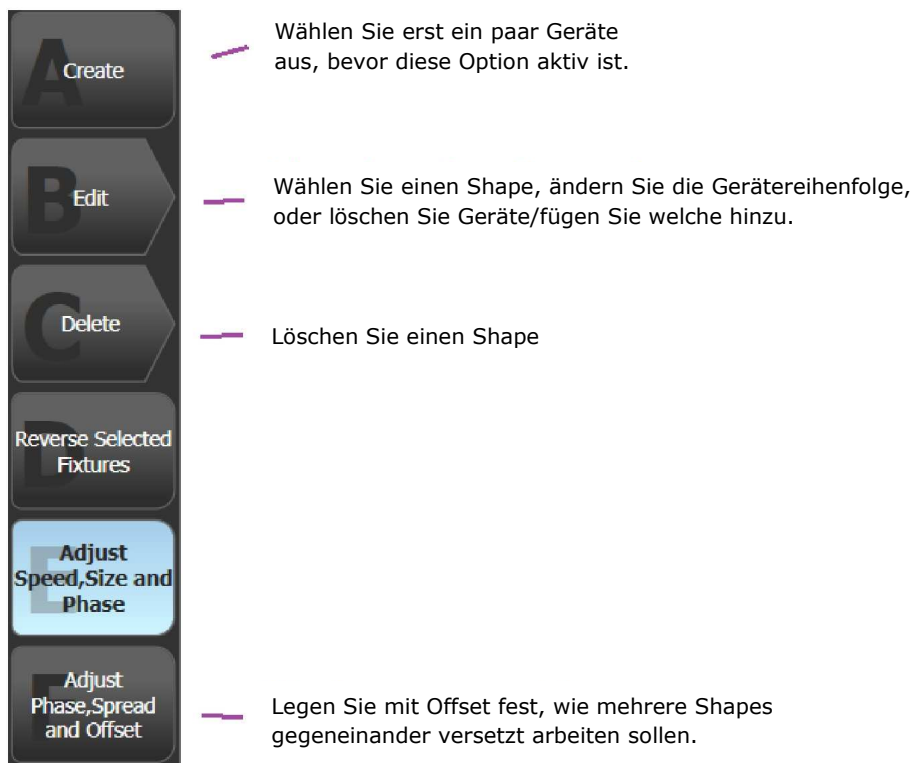 A
Create
Wählen Sie erst ein paar Geräte
aus, bevor diese Option aktiv ist.
B
Edit
Wählen Sie einen Shape, ändern Sie die Gerätereihenfolge,
oder löschen Sie Geräte/fügen Sie welche hinzu.
C
Delete
Löschen Sie einen Shape
D
Reverse Selected
Fixtures
E
Adjust
Speed,Size and
Phase
F
Adjust
Phase,Spread
and Offset
Legen Sie mit Offset fest, wie mehrere Shapes
gegeneinander versetzt arbeiten sollen.